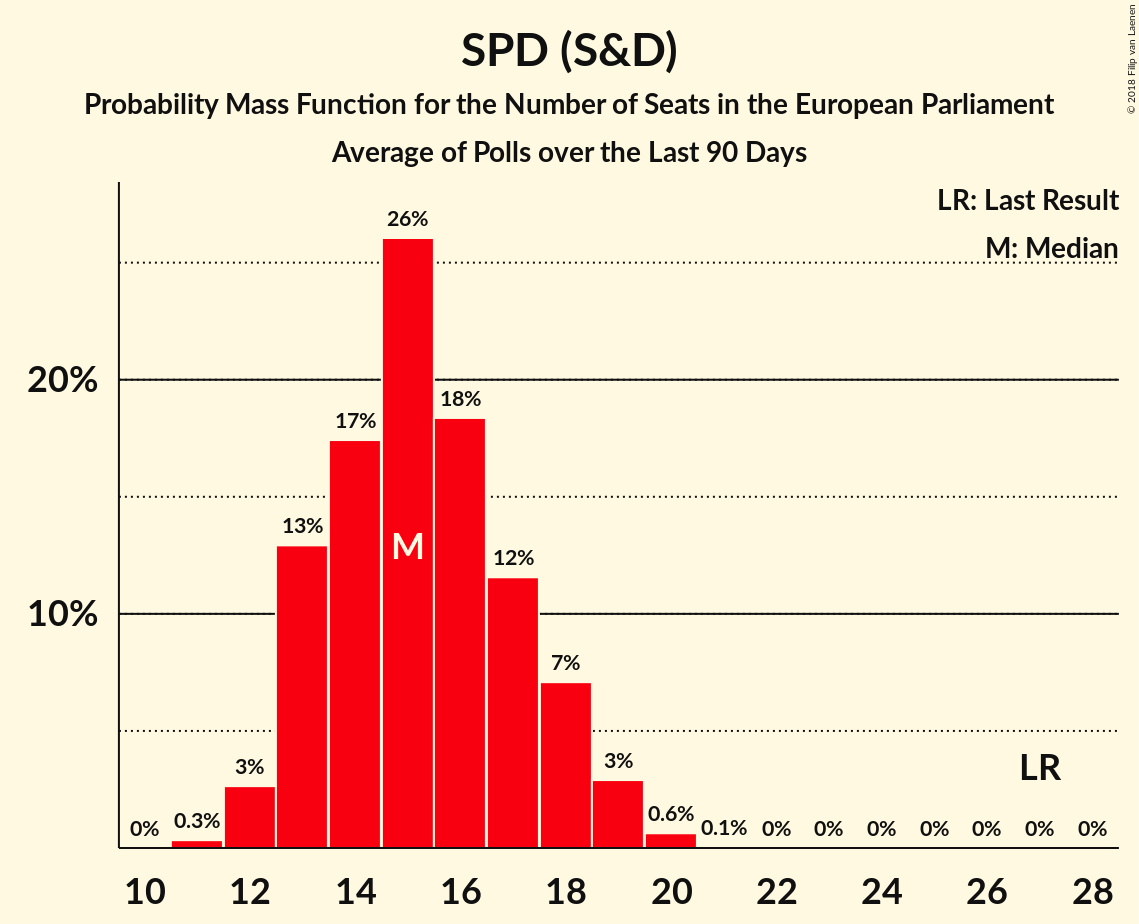 SPD (S&D)
Probability Mass Function for the Number of Seats in the European Parliament
Average of Polls over the Last 90 Days
© 2018 Filip van Laenen
LR: Last Result
M: Median
20%
10%
0% 0.3% 3% 13% 17% 26% 18% 12% 7% 3% 0.6% 0.1% 0% 0% 0% 0% 0% 0% 0%
M
LR
10 12 14 16 18 20 22 24 26 28